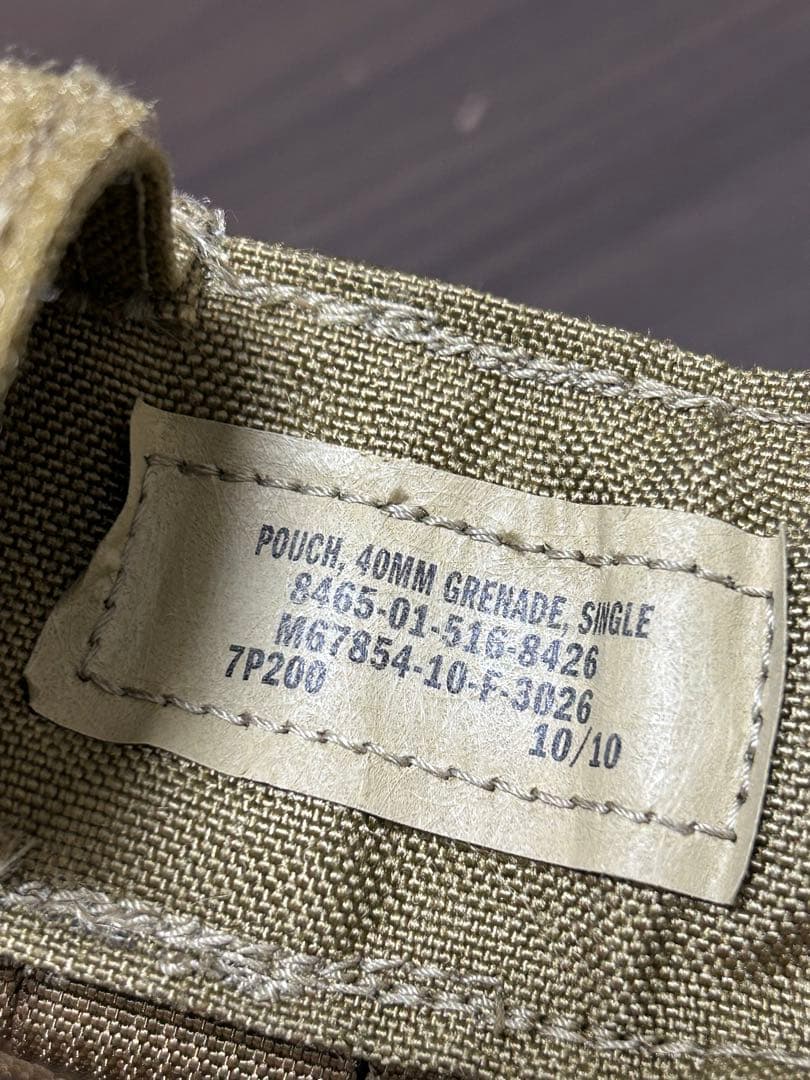 POUCH, 40MM GRENADE, SINGLE
8465-01-516-8426
M67854-10-F-3026
7P200
10/10